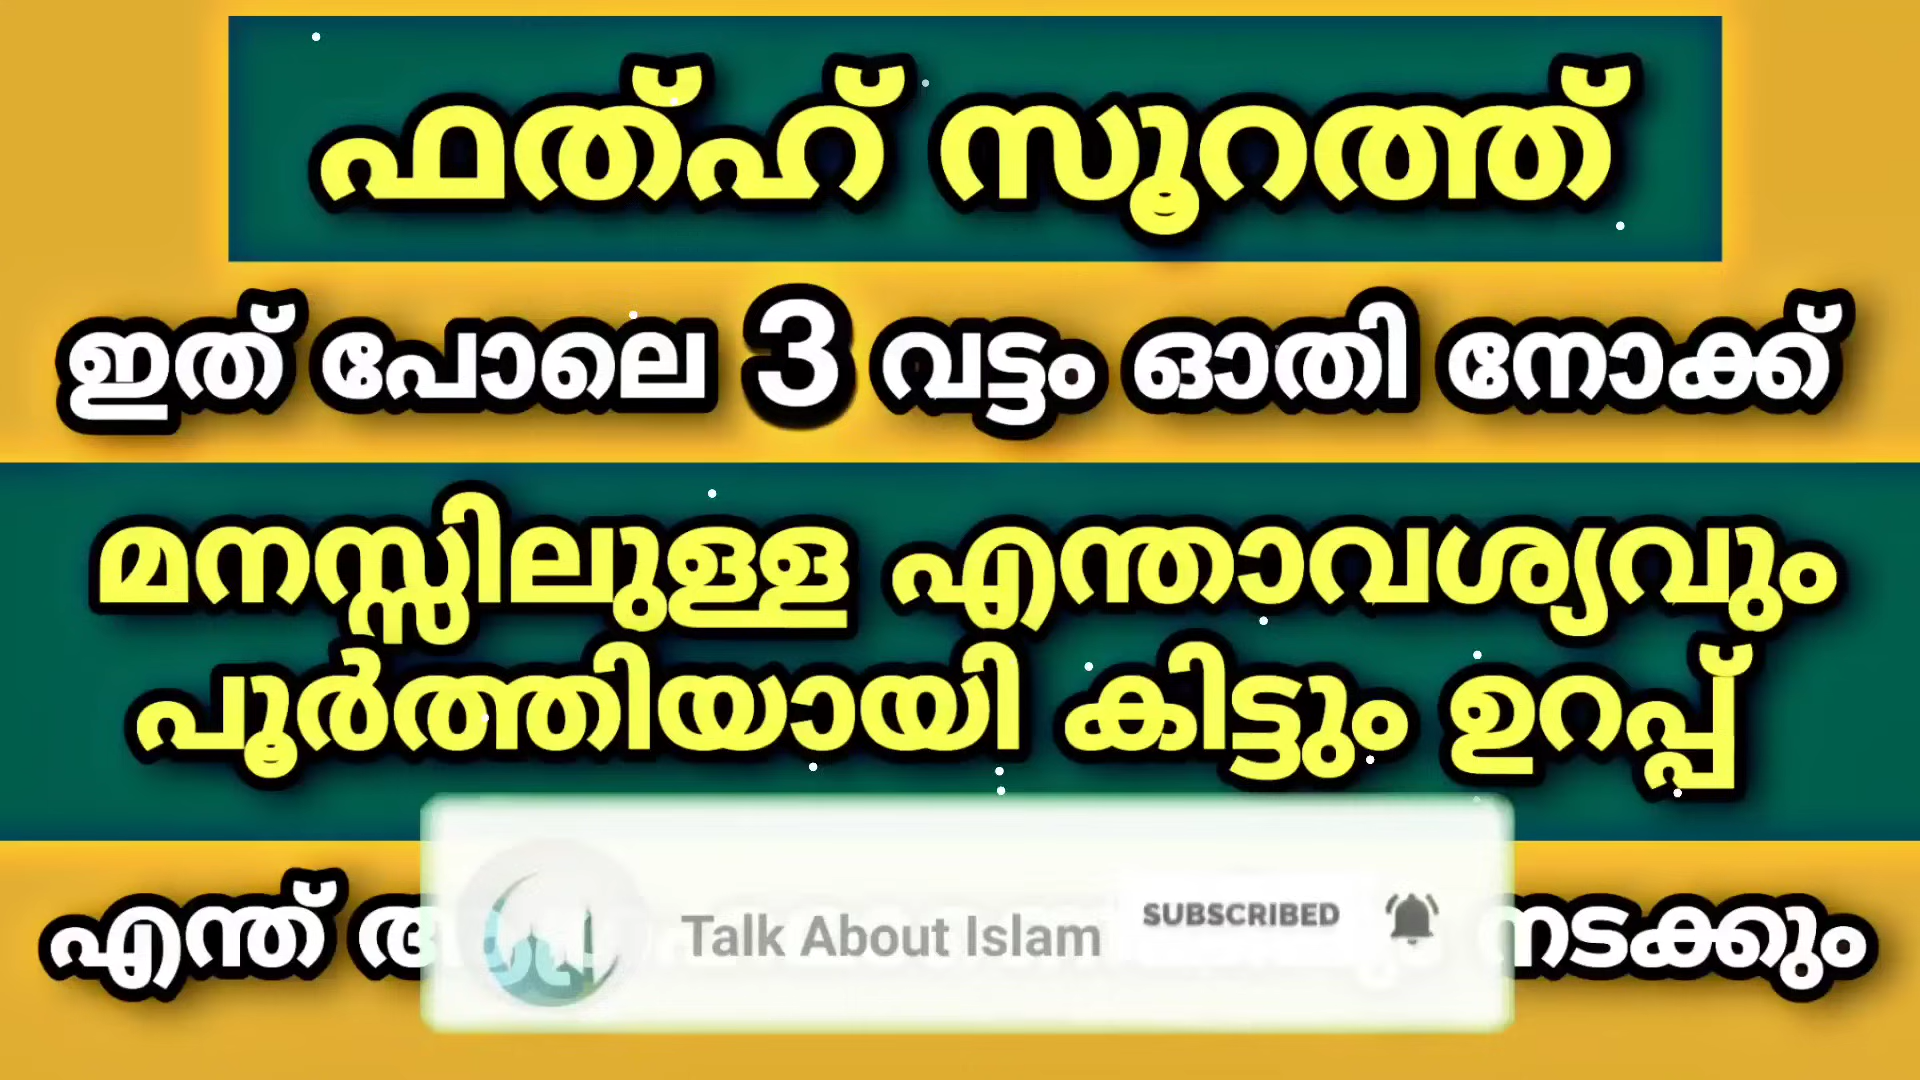 ഫത്ഹ് സൂറത്ത്
ഇത് പോലെ 3 വട്ടം ഓതി നോക്ക്
മനസ്സിലുള്ള എന്താവശ്യവും
പൂർത്തിയായി കിട്ടും ഉറപ്പ്
എന്ത് നടക്കും
Talk About Islam
SUBSCRIBED